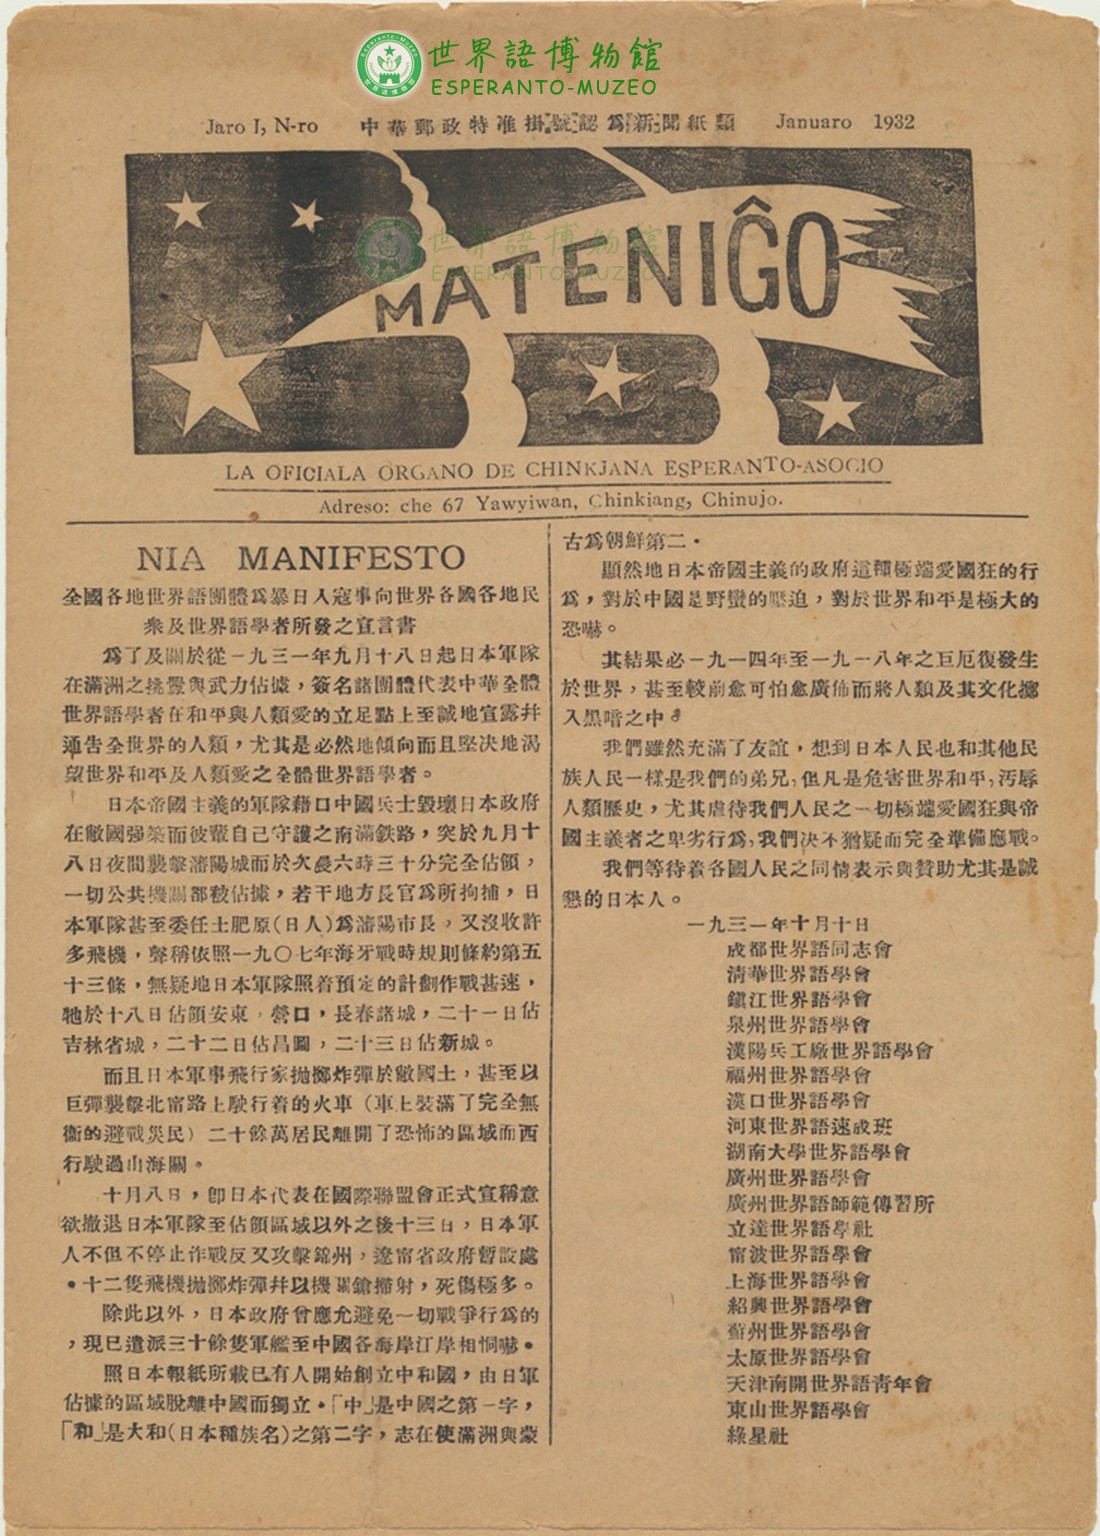 世界語博物館
ESPERANTO-MUZEO
Jaro I, N-ro 中華郵政特准掛號認爲新聞紙類 Januaro 1932
世界語博物館
ESPERANTO-MUZEO
MATENIĜO
LA OFICIALA ORGANO DE CHINKJANA ESPERANTO-ASOCIO
Adreso: che 67 Yawyiwan, Chinkiang, Chinujo.
NIA MANIFESTO
全國各地世界語團體爲暴日入寇事向世界各國各地民
衆及世界語學者所發之宣言書
爲了及關於從一九三一年九月十八日起日本軍隊
在滿洲之挑釁與武力佔據，簽名諸團體代表中華全體
世界語學者在和平與人類愛的立足點上至誠地宣露幷
通告全世界的人類，尤其是必然地傾向而且堅决地渴
望世界和平及人類愛之全體世界語學者。
日本帝國主義的軍隊藉口中國兵士毀壞日本政府
在敝國强築而彼輩自己守護之南滿鉄路，突於九月十
八日夜間襲擊瀋陽城而於次晨六時三十分完全佔領，
一切公共機關都被佔據，若干地方長官爲所拘捕，日
本軍隊甚至委任土肥原(日人)爲瀋陽市長，又沒收許
多飛機，聲稱依照一九〇七年海牙戰時規則條約第五
十三條，無疑地日本軍隊照着預定的計劃作戰甚速，
牠於十八日佔領安東，營口，長春諸城，二十一日佔
吉林省城，二十二日佔昌圖，二十三日佔新城。
而且日本軍事飛行家拋擲炸彈於敝國土，甚至以
巨彈襲擊北甯路上駛行着的火車（車上裝滿了完全無
衞的避戰災民）二十餘萬居民離開了恐怖的區域而西
行駛過山海關。
十月八日，卽日本代表在國際聯盟會正式宣稱意
欲撤退日本軍隊至佔領區域以外之後十三日，日本軍
人不但不停止作戰反又攻擊錦州，遼甯省政府暫設處
。十二隻飛機拋擲炸彈幷以機關鎗掃射，死傷極多。
除此以外，日本政府曾應允避免一切戰爭行爲的
，現已遣派三十餘隻軍艦至中國各海岸江岸相恫嚇。
照日本報紙所載已有人開始創立中和國，由日軍
佔據的區域脫離中國而獨立。「中」是中國之第一字，
「和」是大和(日本種族名)之第二字，志在使滿洲與蒙
古爲朝鮮第二。
顯然地日本帝國主義的政府這種極端愛國狂的行
爲，對於中國是野蠻的壓迫，對於世界和平是極大的
恐嚇。
其結果必一九一四年至一九一八年之巨厄復發生
於世界，甚至較前愈可怕愈廣佈而將人類及其文化擲
入黑暗之中。
我們雖然充滿了友誼，想到日本人民也和其他民
族人民一樣是我們的弟兄，但凡是危害世界和平，汚辱
人類歷史，尤其虐待我們人民之一切極端愛國狂與帝
國主義者之卑劣行爲，我們决不猶疑而完全準備應戰。
我們等待着各國人民之同情表示與贊助尤其是誠
懇的日本人。
一九三一年十月十日
成都世界語同志會
淸華世界語學會
鎭江世界語學會
泉州世界語學會
漢陽兵工廠世界語學會
福州世界語學會
漢口世界語學會
河東世界語速成班
湖南大學世界語學會
廣州世界語學會
廣州世界語師範傳習所
立達世界語學社
甯波世界語學會
上海世界語學會
紹興世界語學會
蘇州世界語學會
太原世界語學會
天津南開世界語靑年會
東山世界語學會
綠星社